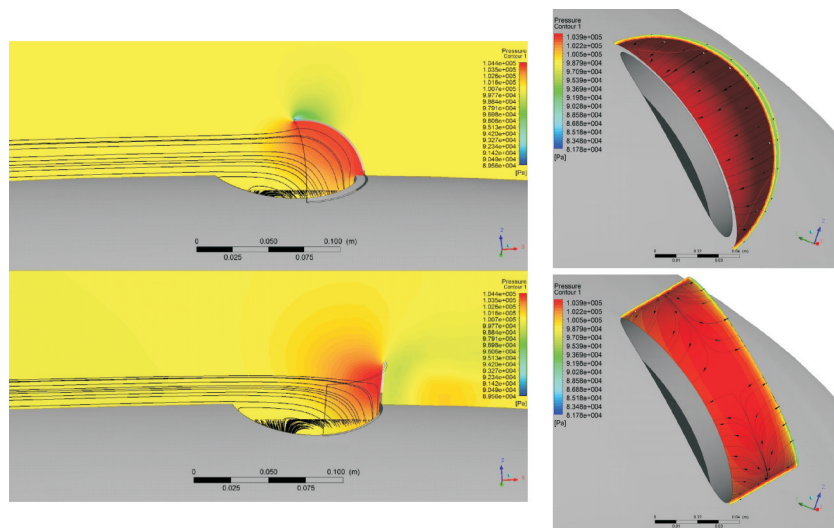 Pressure
Contour 1
1.044e+005
1.035e+005
1.026e+005
1.016e+005
1.007e+005
9.977e+004
9.884e+004
9.791e+004
9.698e+004
9.606e+004
9.513e+004
9.420e+004
9.327e+004
9.234e+004
9.142e+004
9.049e+004
8.956e+004
[Pa]
0 0.050 0.100 (m)
0.025 0.075
Pressure
Contour 1
1.039e+005
1.022e+005
1.005e+005
9.879e+004
9.709e+004
9.539e+004
9.369e+004
9.198e+004
9.028e+004
8.858e+004
8.688e+004
8.518e+004
8.348e+004
8.178e+004
[Pa]
Pressure
Contour 1
1.044e+005
1.035e+005
1.026e+005
1.016e+005
1.007e+005
9.977e+004
9.884e+004
9.791e+004
9.698e+004
9.606e+004
9.513e+004
9.420e+004
9.327e+004
9.234e+004
9.142e+004
9.049e+004
8.956e+004
[Pa]
0 0.050 0.100 (m)
0.025 0.075
Pressure
Contour 1
1.039e+005
1.022e+005
1.005e+005
9.879e+004
9.709e+004
9.539e+004
9.369e+004
9.198e+004
9.028e+004
8.858e+004
8.688e+004
8.518e+004
8.348e+004
8.178e+004
[Pa]